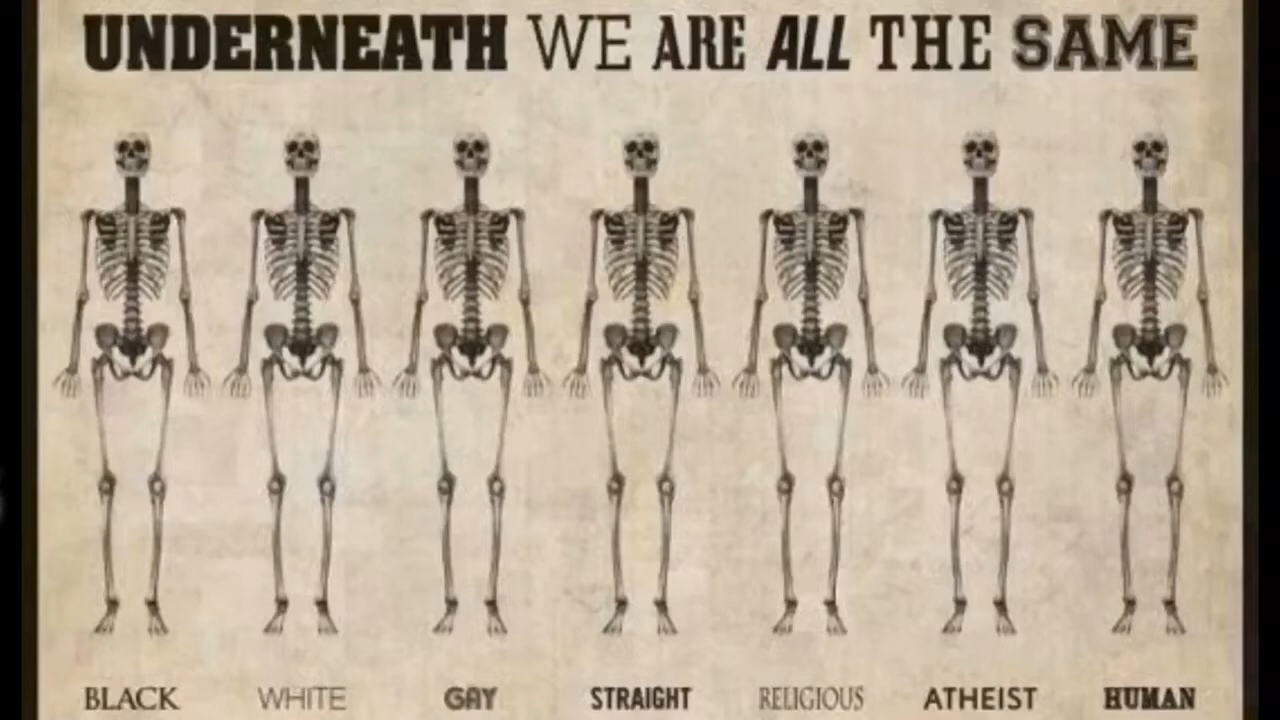 UNDERNEATH WE ARE ALL THE SAME
BLACK WHITE GAY STRAIGHT RELIGIOUS ATHEIST HUMAN